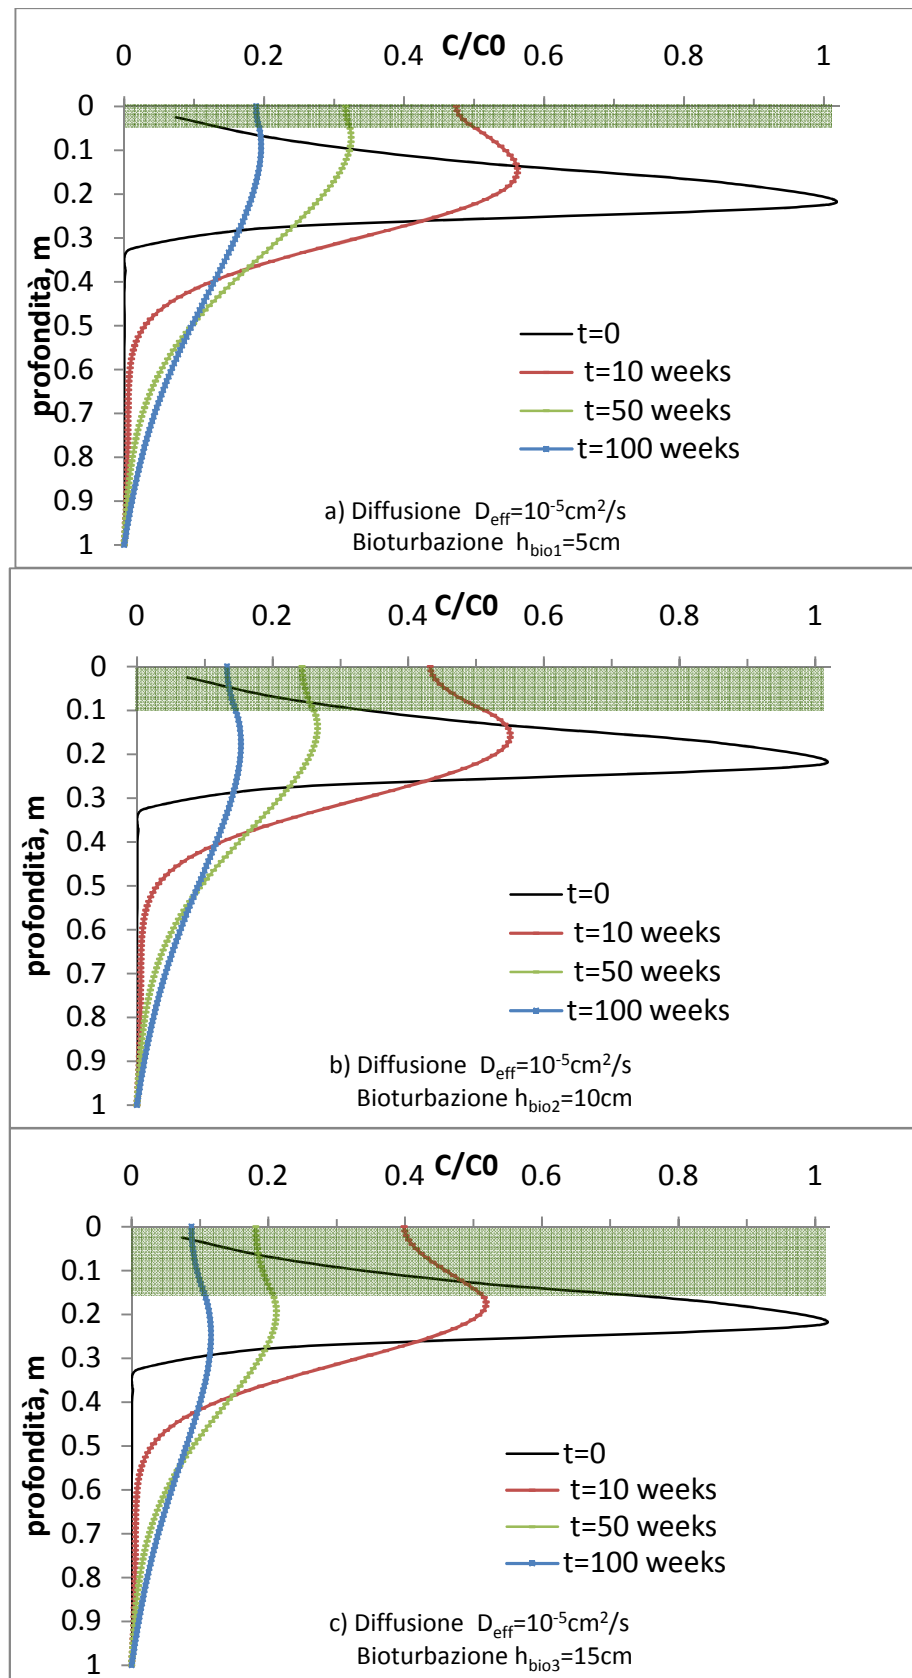 C/C0
0 0.2 0.4 0.6 0.8 1
profondità, m
0
0.1
0.2
0.3
0.4
0.5
0.6
0.7
0.8
0.9
1
t=0
t=10 weeks
t=50 weeks
t=100 weeks
a) Diffusione Deff=10-5cm2/s
Bioturbazione hbio1=5cm
C/C0
0 0.2 0.4 0.6 0.8 1
profondità, m
0
0.1
0.2
0.3
0.4
0.5
0.6
0.7
0.8
0.9
1
t=0
t=10 weeks
t=50 weeks
t=100 weeks
b) Diffusione Deff=10-5cm2/s
Bioturbazione hbio2=10cm
C/C0
0 0.2 0.4 0.6 0.8 1
profondità, m
0
0.1
0.2
0.3
0.4
0.5
0.6
0.7
0.8
0.9
1
t=0
t=10 weeks
t=50 weeks
t=100 weeks
c) Diffusione Deff=10-5cm2/s
Bioturbazione hbio3=15cm